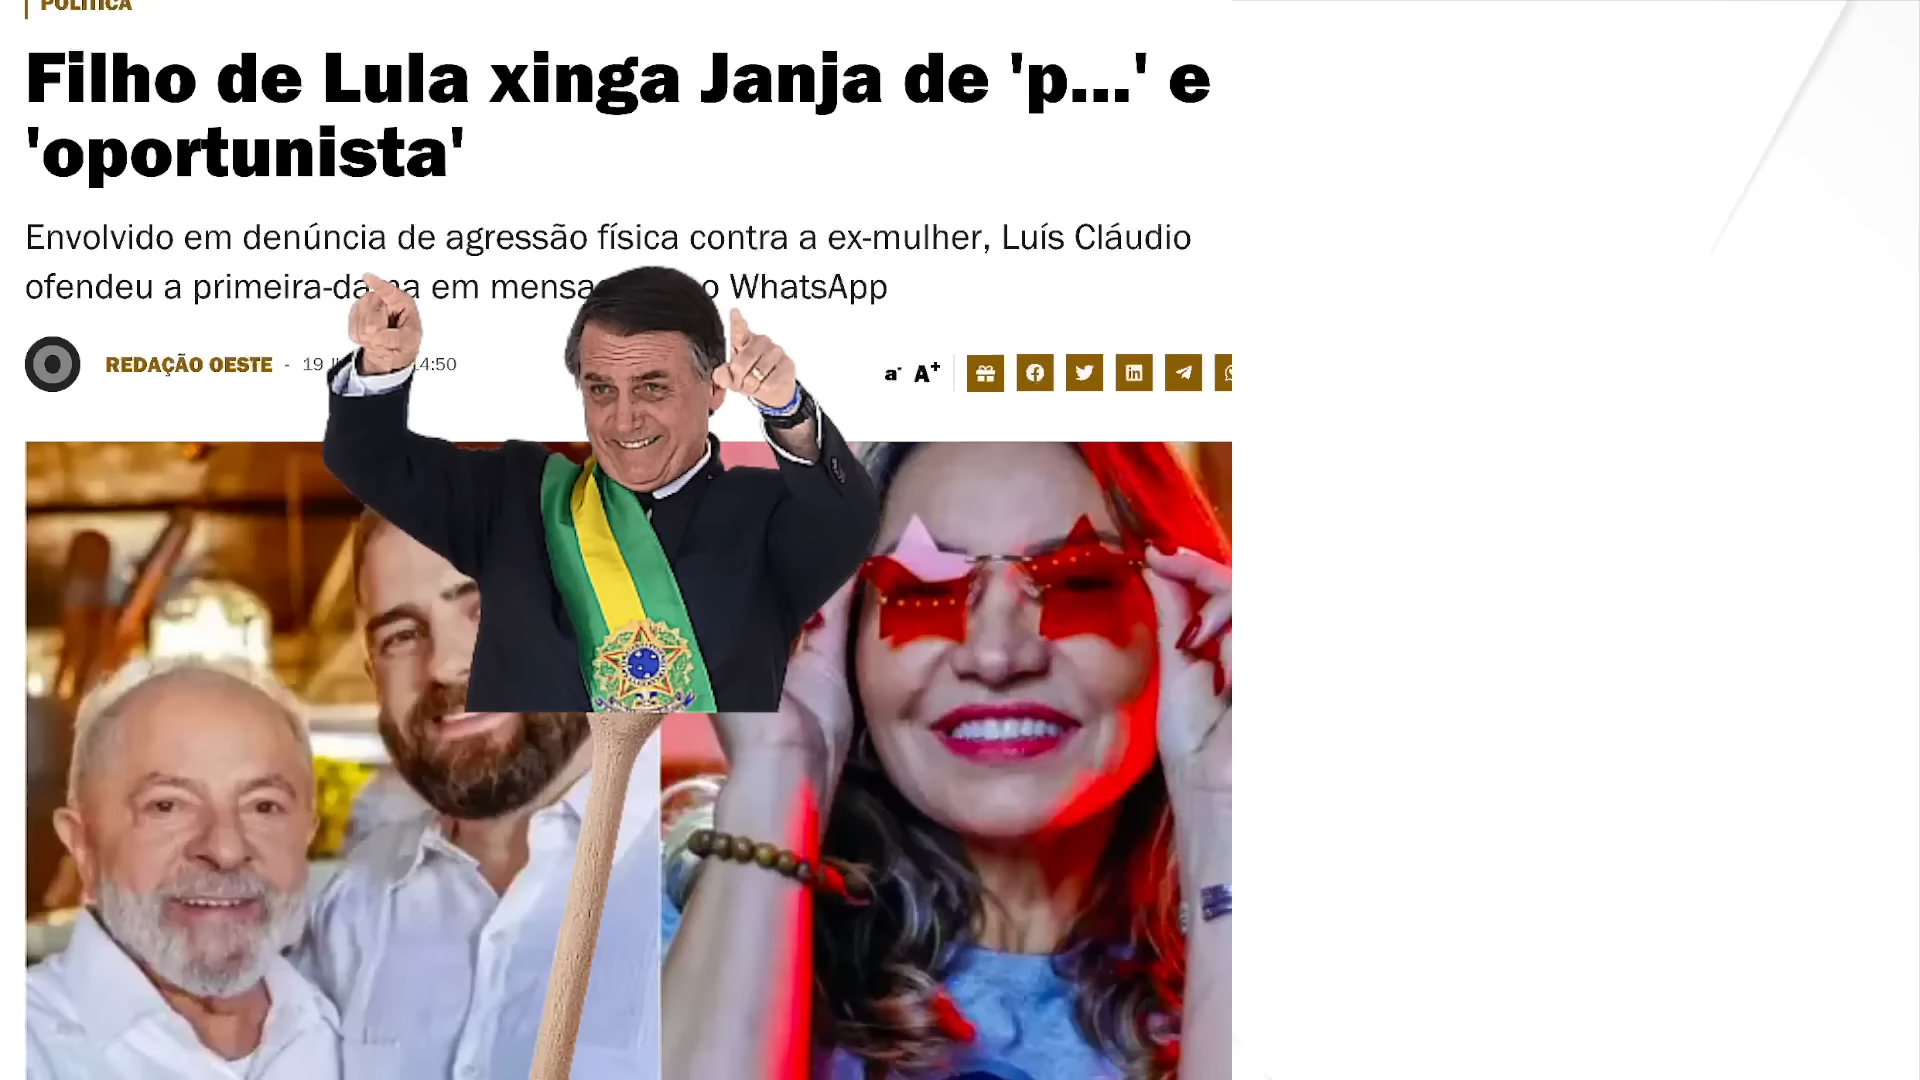 POLÍTICA
Filho de Lula xinga Janja de 'p...' e
'oportunista'
Envolvido em denúncia de agressão física contra a ex-mulher, Luís Cláudio
ofendeu a primeira-da a em mensa o WhatsApp
REDAÇÃO OESTE - 19 4:50
a- A+